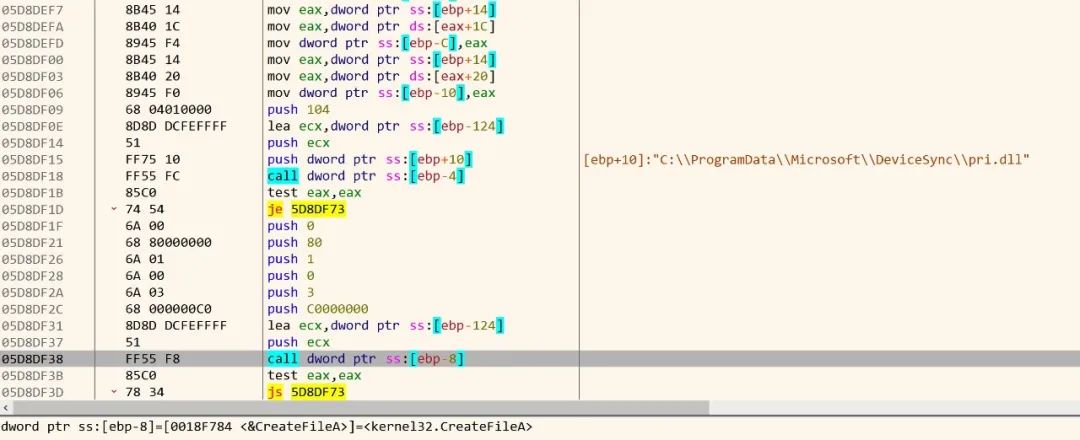 05D8DEF7 8B45 14 mov eax,dword ptr ss:[ebp+14]
05D8DEFA 8B40 1C mov eax,dword ptr ds:[eax+1C]
05D8DEFD 8945 F4 mov dword ptr ss:[ebp-C],eax
05D8DF00 8B45 14 mov eax,dword ptr ss:[ebp+14]
05D8DF03 8B40 20 mov eax,dword ptr ds:[eax+20]
05D8DF06 8945 F0 mov dword ptr ss:[ebp-10],eax
05D8DF09 68 04010000 push 104
05D8DF0E 8D8D DCFEFFFF lea ecx,dword ptr ss:[ebp-124]
05D8DF14 51 push ecx
05D8DF15 FF75 10 push dword ptr ss:[ebp+10] [ebp+10]:"C:\\ProgramData\\Microsoft\\DeviceSync\\pri.dll"
05D8DF18 FF55 FC call dword ptr ss:[ebp-4]
05D8DF1B 85C0 test eax,eax
05D8DF1D 74 54 je 5D8DF73
05D8DF1F 6A 00 push 0
05D8DF21 68 80000000 push 80
05D8DF26 6A 01 push 1
05D8DF28 6A 00 push 0
05D8DF2A 6A 03 push 3
05D8DF2C 68 000000C0 push C0000000
05D8DF31 8D8D DCFEFFFF lea ecx,dword ptr ss:[ebp-124]
05D8DF37 51 push ecx
05D8DF38 FF55 F8 call dword ptr ss:[ebp-8]
05D8DF3B 85C0 test eax,eax
05D8DF3D 78 34 js 5D8DF73
dword ptr ss:[ebp-8]=[0018F784 <&CreateFileA>]=<kernel32.CreateFileA>